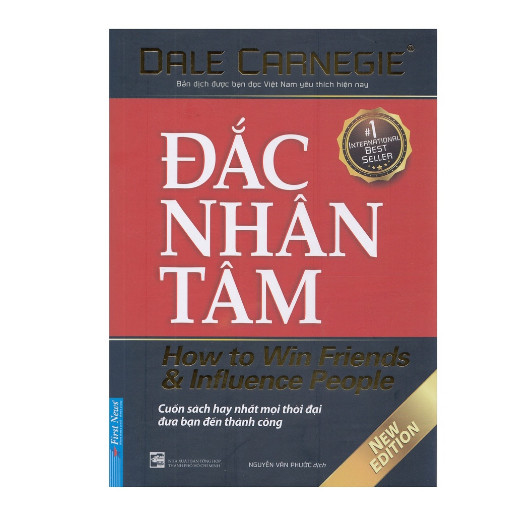 DALE CARNEGIE
Bản dịch được bạn đọc Việt Nam yêu thích hiện nay
#1
INTERNATIONAL
BEST
SELLER
ĐẮC
NHÂN
TÂM
How to Win Friends
& Influence People
Cuốn sách hay nhất mọi thời đại
đưa bạn đến thành công
NEW
EDITION
First News
NGUYỄN VĂN PHƯỚC dịch